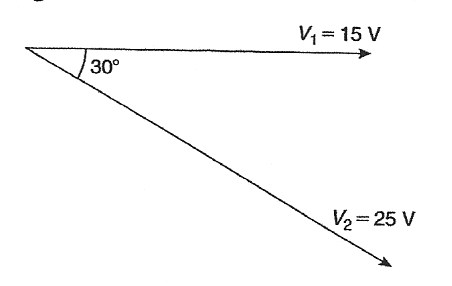 V₁ = 15 V
30°
V₂ = 25 V